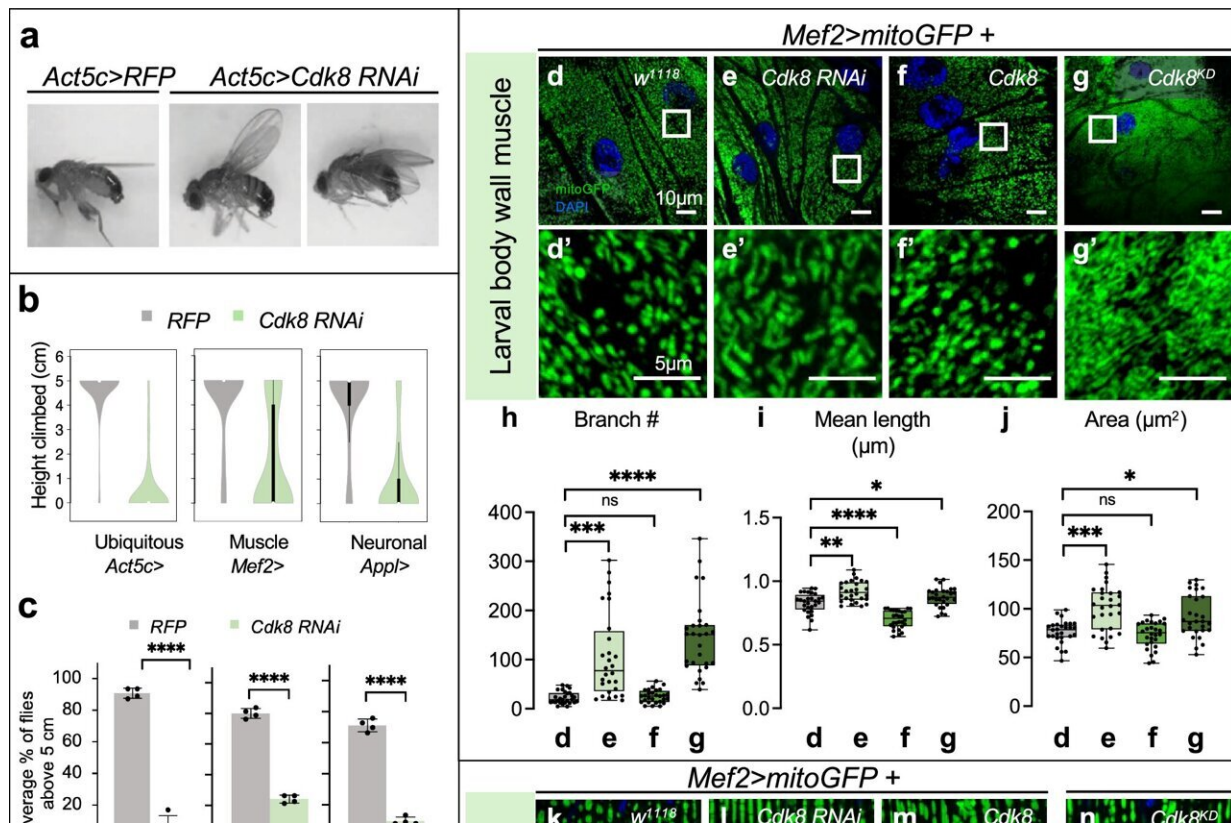 a
Act5c>RFP Act5c>Cdk8 RNAi
b
RFP Cdk8 RNAi
Height climbed (cm)
6
5
4
3
2
1
0
Ubiquitous Muscle Neuronal
Act5c> Mef2> Appl>
c
RFP Cdk8 RNAi
**** **** ****
verage % of flies
above 5 cm
100
80
60
40
20
Mef2>mitoGFP +
Larval body wall muscle
d w1118 e Cdk8 RNAi f Cdk8 g Cdk8KD
mitoGFP
DAPI
10µm
d' e' f' g'
5µm
h Branch #
****
ns
***
400
300
200
100
0
d e f g
i Mean length
(µm)
*
****
**
1.5
1.0
0.5
0.0
d e f g
j Area (µm²)
*
ns
***
200
150
100
50
0
d e f g
Mef2>mitoGFP +
k w1118 l Cdk8 RNAi m Cdk8 n Cdk8KD